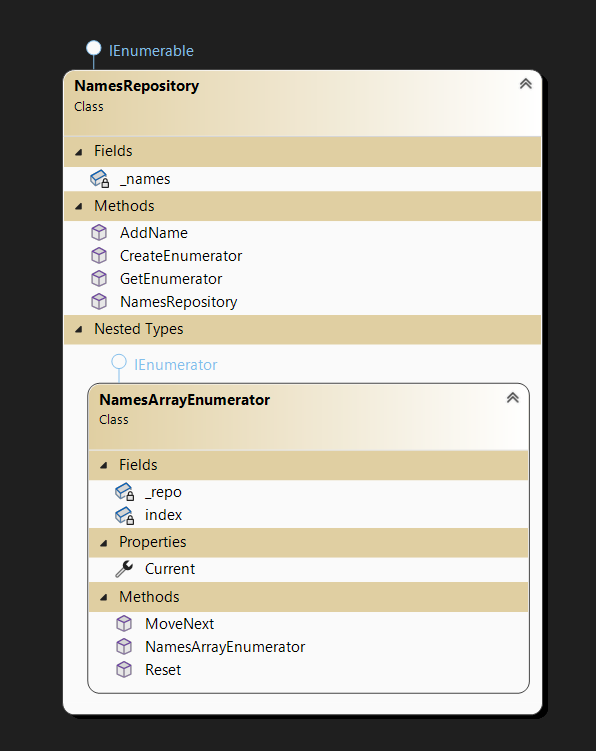 IEnumerable
NamesRepository
Class
Fields
_names
Methods
AddName
CreateEnumerator
GetEnumerator
NamesRepository
Nested Types
IEnumerator
NamesArrayEnumerator
Class
Fields
_repo
index
Properties
Current
Methods
MoveNext
NamesArrayEnumerator
Reset